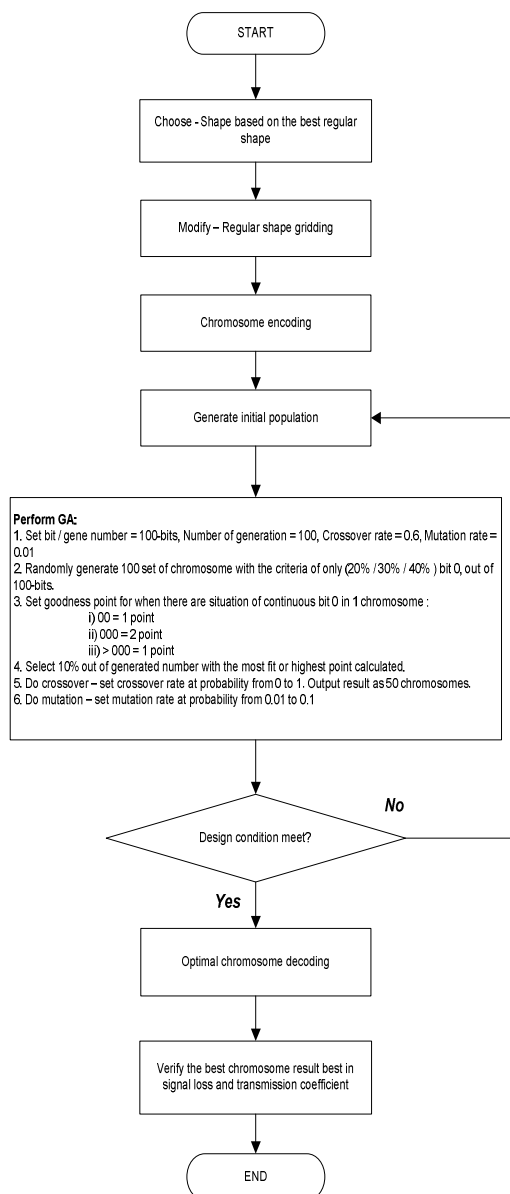 START
Choose - Shape based on the best regular
shape
Modify – Regular shape gridding
Chromosome encoding
Generate initial population
Perform GA:
1. Set bit / gene number = 100-bits, Number of generation = 100, Crossover rate = 0.6, Mutation rate =
0.01
2. Randomly generate 100 set of chromosome with the criteria of only (20% / 30% / 40% ) bit 0, out of
100-bits.
3. Set goodness point for when there are situation of continuous bit 0 in 1 chromosome :
i) 00 = 1 point
ii) 000 = 2 point
iii) > 000 = 1 point
4. Select 10% out of generated number with the most fit or highest point calculated.
5. Do crossover – set crossover rate at probability from 0 to 1. Output result as 50 chromosomes.
6. Do mutation – set mutation rate at probability from 0.01 to 0.1
No
Design condition meet?
Yes
Optimal chromosome decoding
Verify the best chromosome result best in
signal loss and transmission coefficient
END